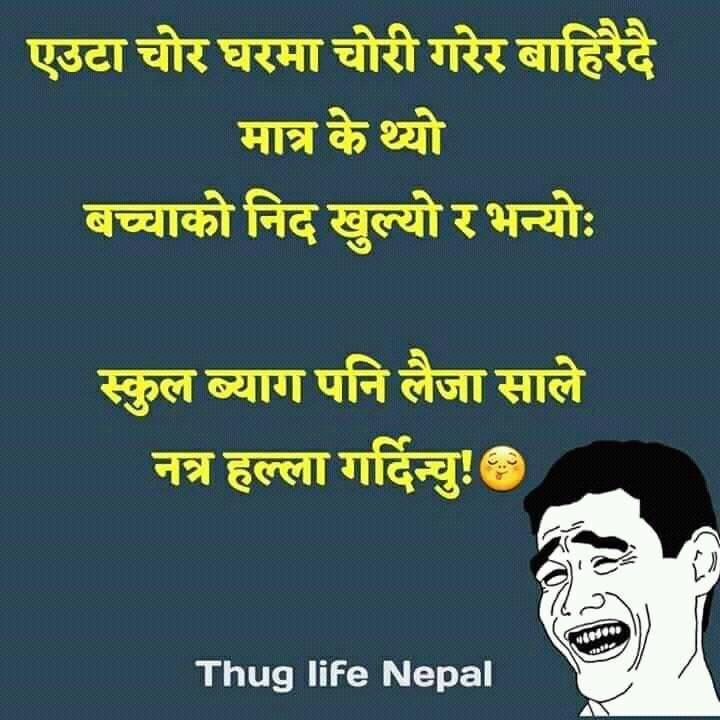 एउटा चोर घरमा चोरी गरेर बाहिरैदै
मात्र के थ्यो
बच्चाको निद खुल्यो र भन्योः
स्कुल ब्याग पनि लैजा साले
नत्र हल्ला गर्दिन्चु!😋
Thug life Nepal